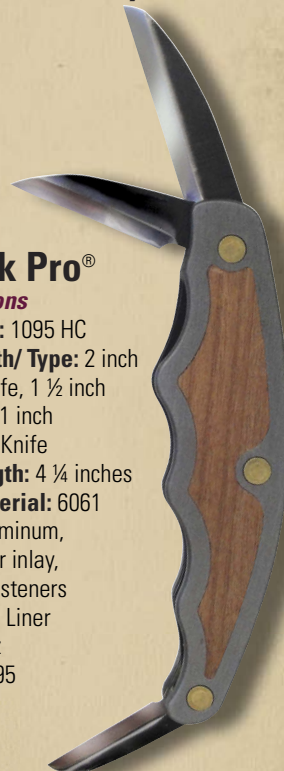 k Pro®
ons
: 1095 HC
th/ Type: 2 inch
fe, 1 ½ inch
1 inch
Knife
gth: 4 ¼ inches
erial: 6061
minum,
r inlay,
steners
Liner
95